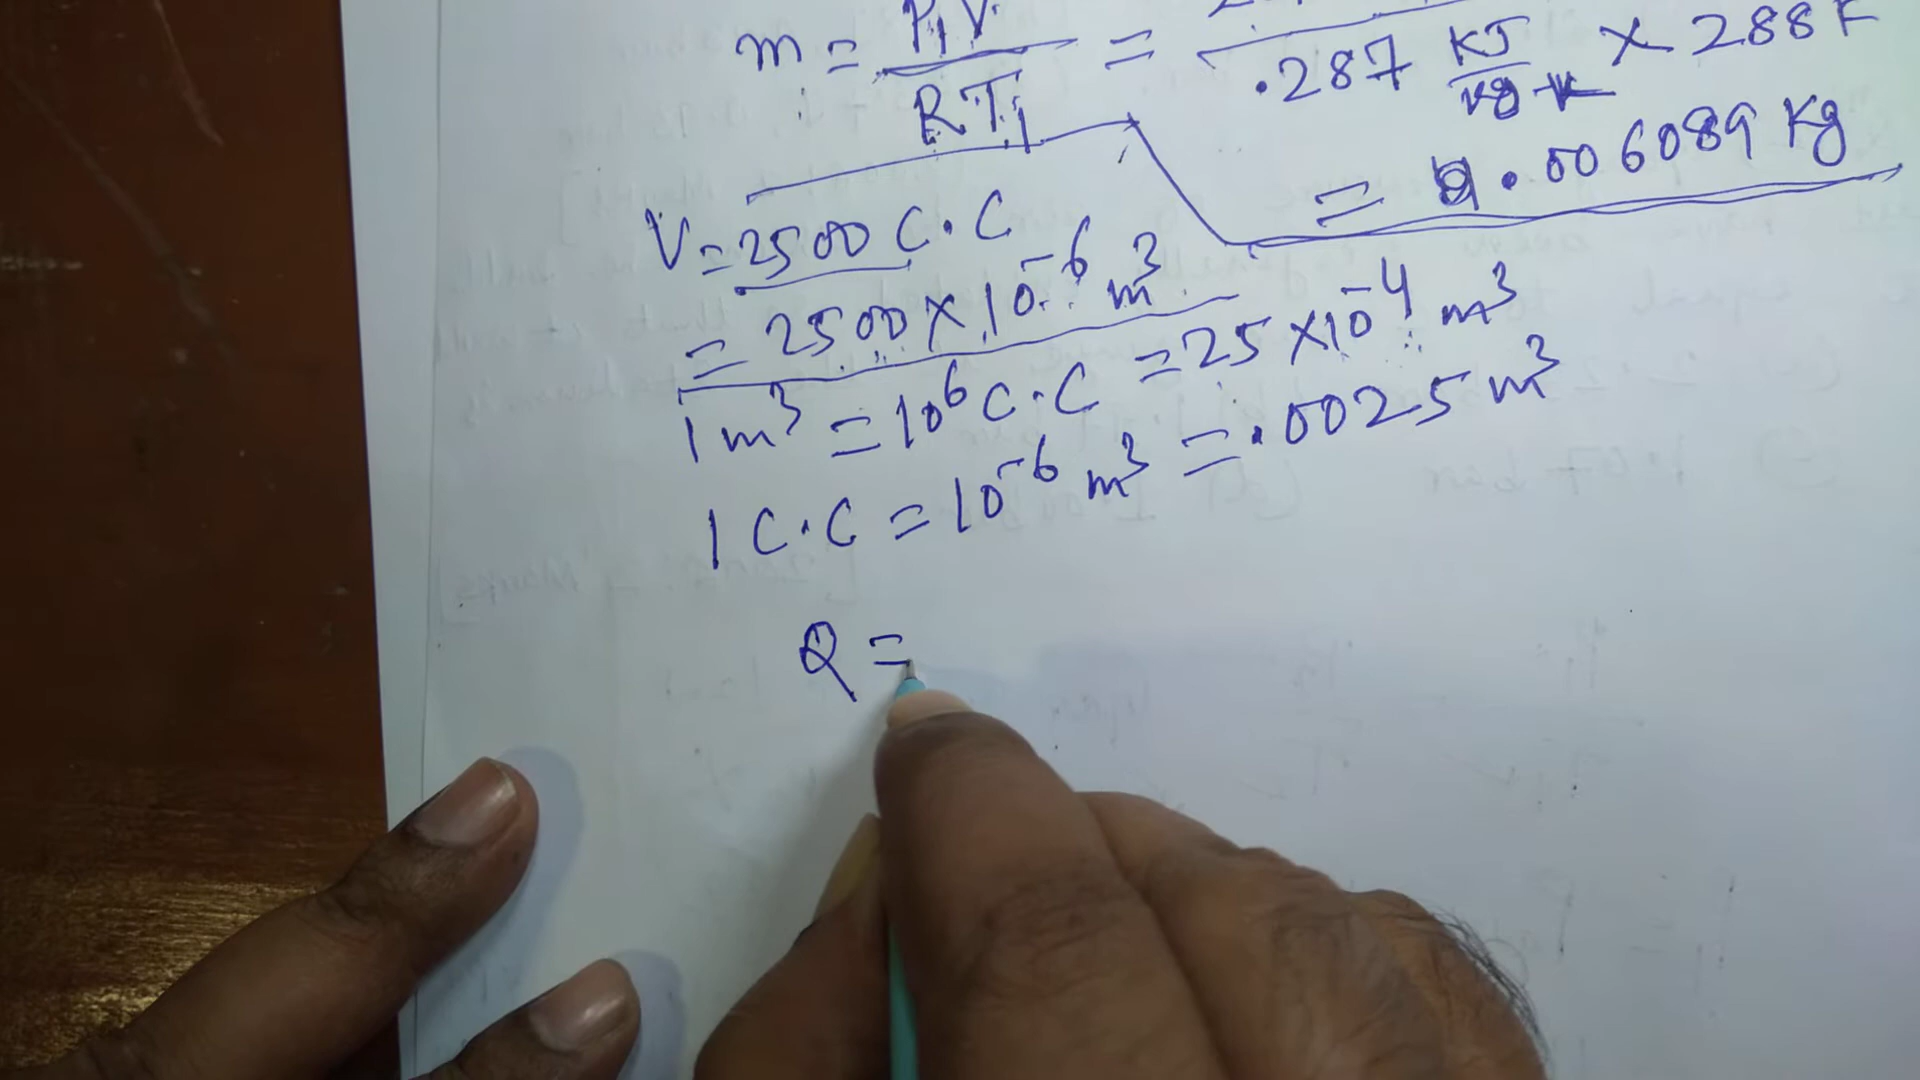 m = P₁V / RT₁ = / .287 KJ/kg K × 288 K
= 0.006089 Kg
V = 2500 C.C
= 2500 × 10⁻⁶ m³
= 25 × 10⁻⁴ m³
1 m³ = 10⁶ C.C
= .0025 m³
1 C.C = 10⁻⁶ m³
Q =